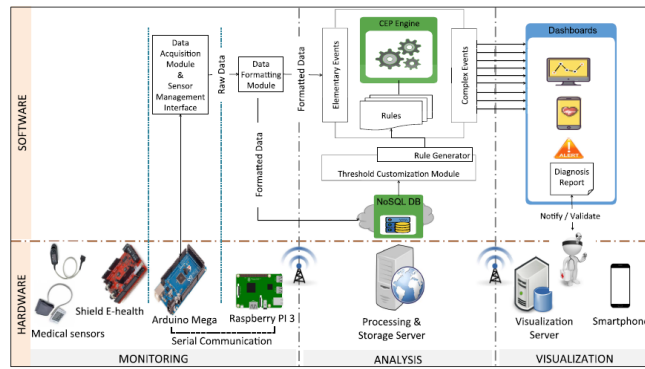 SOFTWARE
Data
Acquisition
Module
&
Sensor
Management
Interface
Raw Data
Data
Formatting
Module
Formatted Data
Formatted Data
Elementary Events
CEP Engine
Rules
Complex Events
Rule Generator
Threshold Customization Module
NoSQL DB
Dashboards
ALERT
Diagnosis
Report
Notify / Validate
HARDWARE
Medical sensors
Shield E-health
Arduino Mega
Raspberry PI 3
Serial Communication
Processing &
Storage Server
Visualization
Server
Smartphone
MONITORING
ANALYSIS
VISUALIZATION